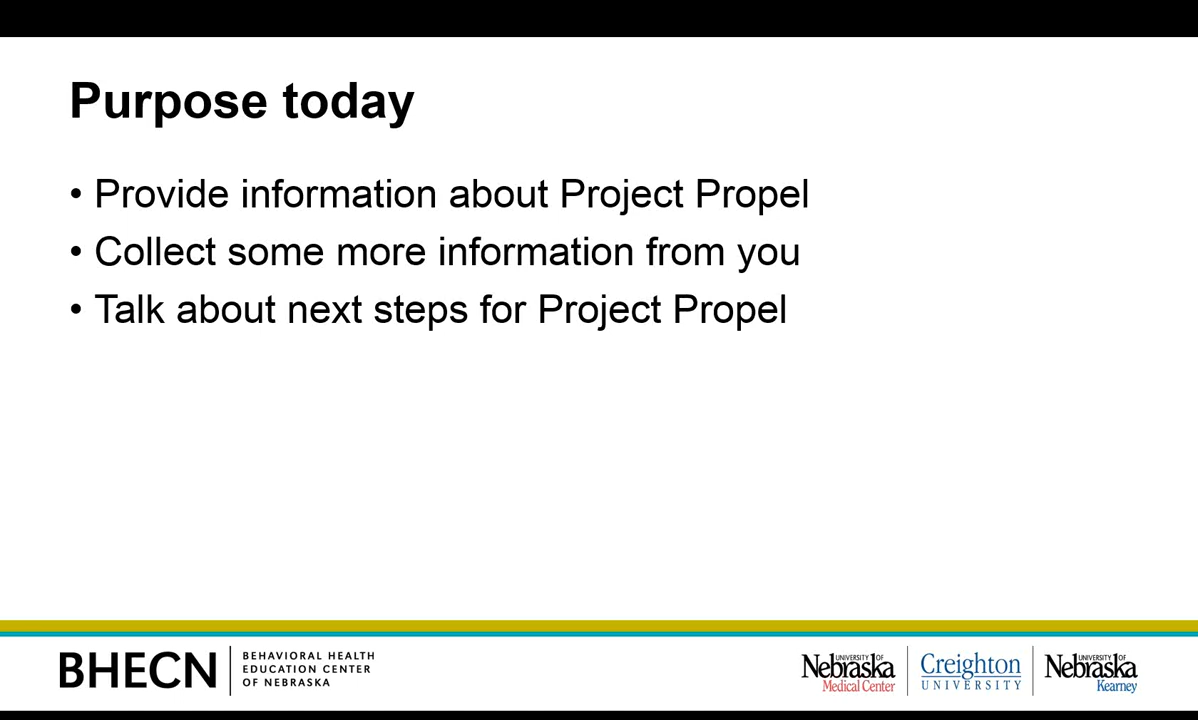 Purpose today
• Provide information about Project Propel
• Collect some more information from you
• Talk about next steps for Project Propel
BHECN
BEHAVIORAL HEALTH
EDUCATION CENTER
OF NEBRASKA
UNIVERSITY OF
Nebraska
Medical Center
Creighton
UNIVERSITY
UNIVERSITY OF
Nebraska
Kearney